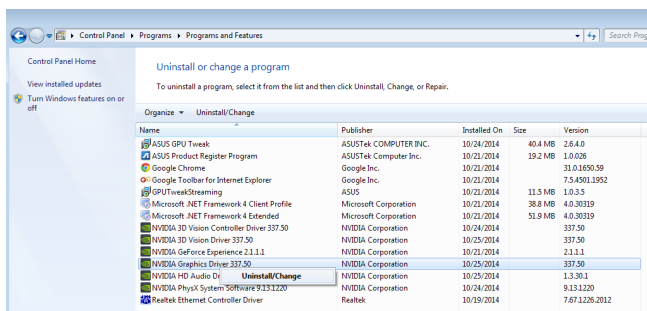 Control Panel ▸ Programs ▸ Programs and Features
Search Prog
Control Panel Home
View installed updates
Turn Windows features on or
off
Uninstall or change a program
To uninstall a program, select it from the list and then click Uninstall, Change, or Repair.
Organize Uninstall/Change
Name Publisher Installed On Size Version
ASUS GPU Tweak ASUSTek COMPUTER INC. 10/24/2014 40.4 MB 2.6.4.0
ASUS Product Register Program ASUSTek Computer Inc. 10/21/2014 19.2 MB 1.0.026
Google Chrome Google Inc. 10/21/2014 31.0.1650.59
Google Toolbar for Internet Explorer Google Inc. 10/21/2014 7.5.4501.1952
GPUTweakStreaming ASUS 10/21/2014 11.5 MB 1.0.3.5
Microsoft .NET Framework 4 Client Profile Microsoft Corporation 10/21/2014 38.8 MB 4.0.30319
Microsoft .NET Framework 4 Extended Microsoft Corporation 10/21/2014 51.9 MB 4.0.30319
NVIDIA 3D Vision Controller Driver 337.50 NVIDIA Corporation 10/24/2014 337.50
NVIDIA 3D Vision Driver 337.50 NVIDIA Corporation 10/25/2014 337.50
NVIDIA GeForce Experience 2.1.1.1 NVIDIA Corporation 10/21/2014 2.1.1.1
NVIDIA Graphics Driver 337.50 NVIDIA Corporation 10/25/2014 337.50
NVIDIA HD Audio Dr Uninstall/Change NVIDIA Corporation 10/25/2014 1.3.30.1
NVIDIA PhysX System Software 9.13.1220 NVIDIA Corporation 10/24/2014 9.13.1220
Realtek Ethernet Controller Driver Realtek 10/19/2014 7.67.1226.2012